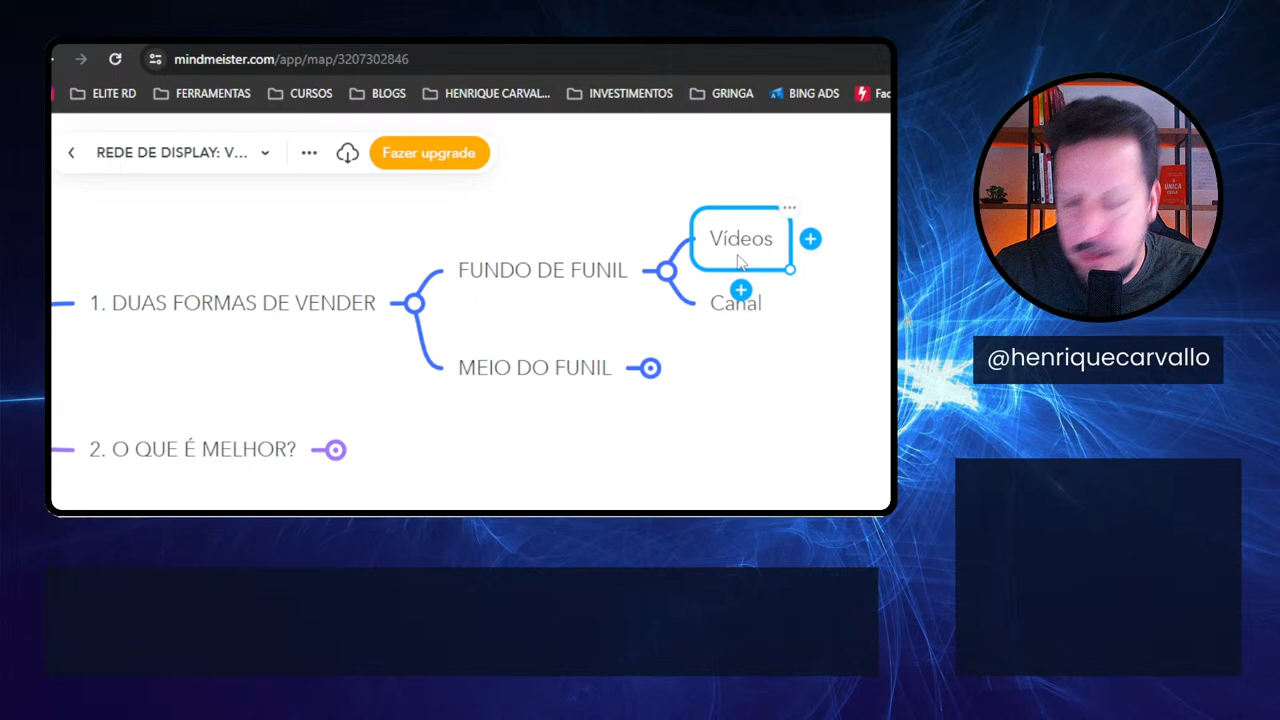 mindmeister.com/app/map/3207302846
ELITE RD FERRAMENTAS CURSOS BLOGS HENRIQUE CARVAL... INVESTIMENTOS GRINGA BING ADS Fac
REDE DE DISPLAY: V... Fazer upgrade
Vídeos
FUNDO DE FUNIL
1. DUAS FORMAS DE VENDER
Canal
MEIO DO FUNIL
2. O QUE É MELHOR?
A ÚNICA
@henriquecarvallo